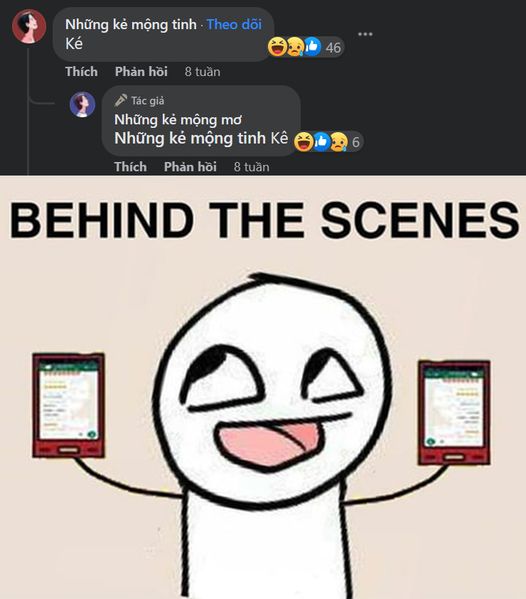 Những kẻ mộng tinh · Theo dõi
Ké
46
Thích Phản hồi 8 tuần
Tác giả
Những kẻ mộng mơ
Những kẻ mộng tinh Kê
6
Thích Phản hồi 8 tuần
BEHIND THE SCENES